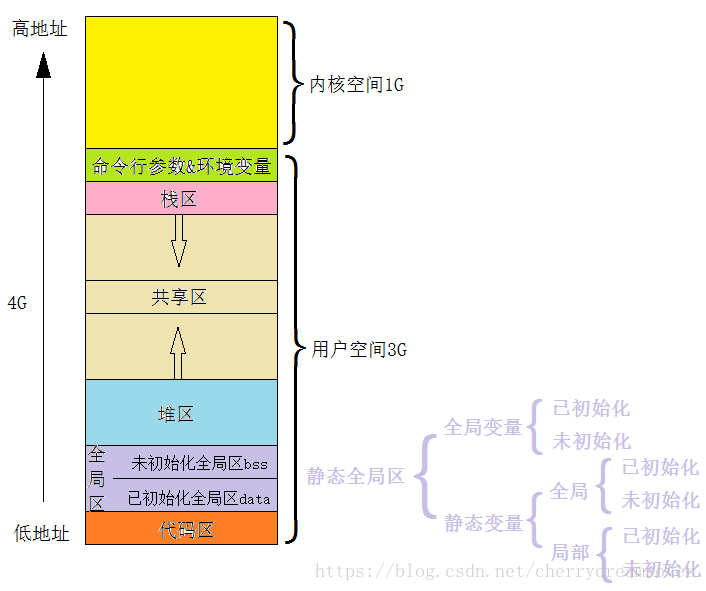 高地址
内核空间1G
命令行参数&环境变量
栈区
共享区
4G
用户空间3G
堆区
全局区
未初始化全局区bss
已初始化全局区data
代码区
低地址
静态全局区
全局变量
已初始化
未初始化
静态变量
全局
已初始化
未初始化
局部
已初始化
未初始化